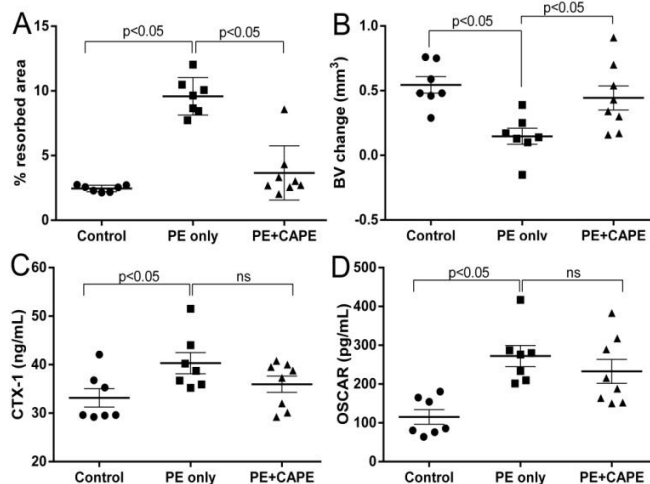 A
p<0.05 p<0.05
% resorbed area
15
10
5
0
Control PE only PE+CAPE
B
p<0.05
p<0.05
BV change (mm³)
1.0
0.5
0.0
-0.5
Control PE onlv PE+CAPE
C
p<0.05 ns
CTX-1 (ng/mL)
60
50
40
30
20
Control PE only PE+CAPE
D
p<0.05 ns
OSCAR (pg/mL)
500
400
300
200
100
0
Control PE only PE+CAPE